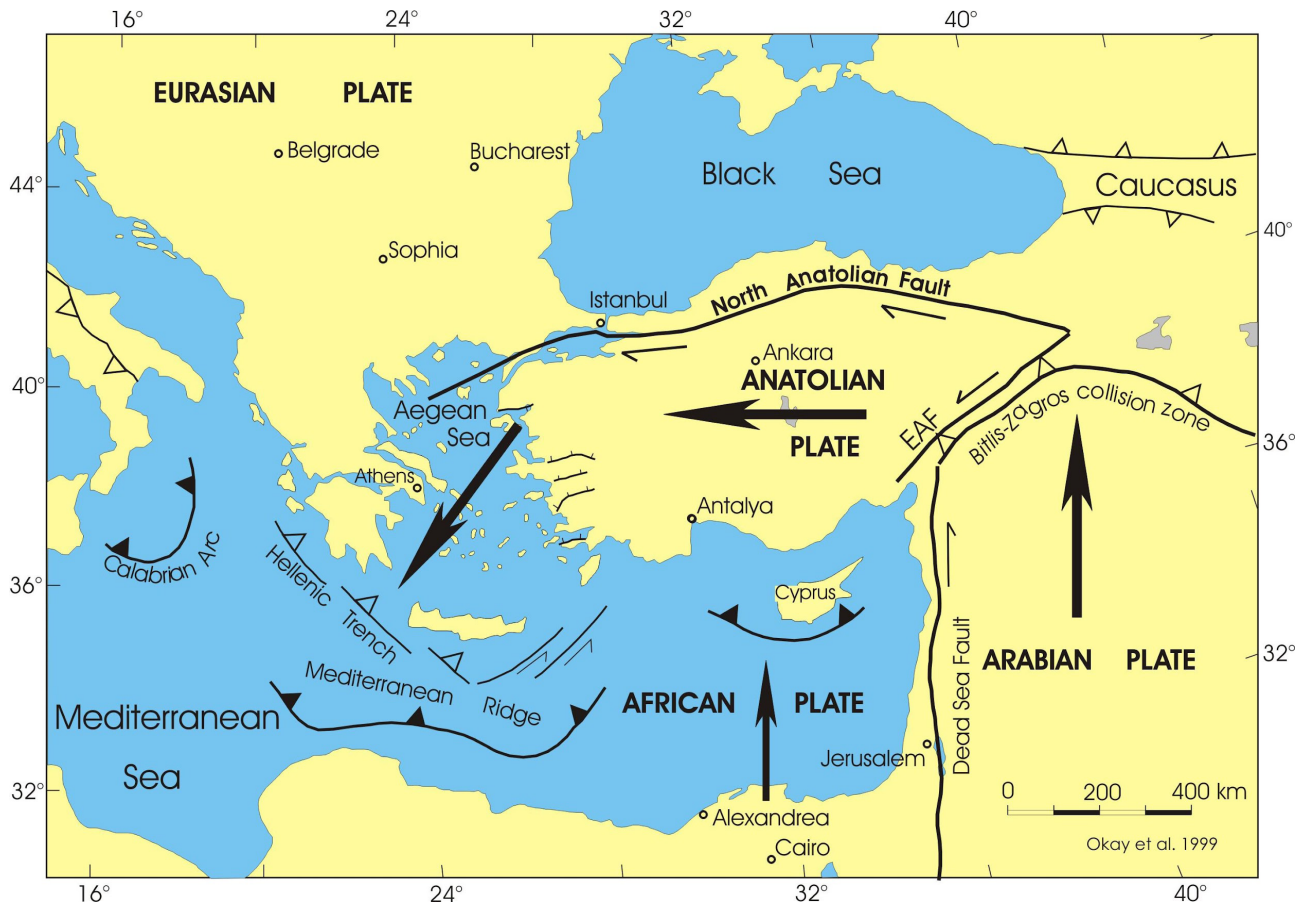 16°
24°
32°
40°
EURASIAN PLATE
Belgrade
Bucharest
Black Sea
Caucasus
44°
Sophia
40°
Istanbul
North Anatolian Fault
Ankara
ANATOLIAN
PLATE
40°
Aegean
Sea
EAF
Bitlis-zagros collision zone
36°
Athens
Antalya
Calabrian Arc
Hellenic
Trench
36°
Cyprus
Mediterranean Ridge
AFRICAN PLATE
ARABIAN PLATE
32°
Mediterranean
Sea
Jerusalem
Dead Sea Fault
32°
0 200 400 km
Alexandrea
Okay et al. 1999
Cairo
16°
24°
32°
40°